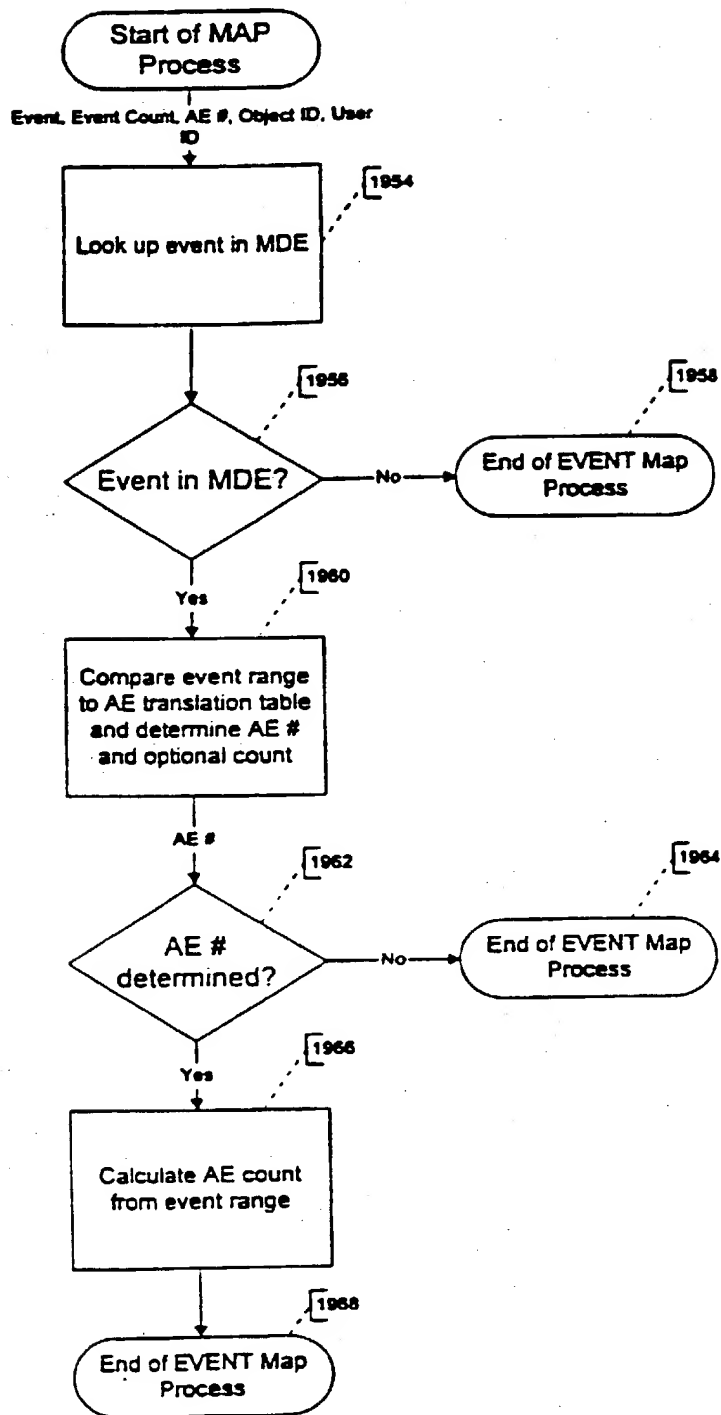 Start of MAP
Process
Event, Event Count, AE #, Object ID, User
ID
1954
Look up event in MDE
1956
1958
Event in MDE?
No
End of EVENT Map
Process
Yes
1960
Compare event range
to AE translation table
and determine AE #
and optional count
AE #
1962
1964
AE #
determined?
No
End of EVENT Map
Process
Yes
1966
Calculate AE count
from event range
1968
End of EVENT Map
Process